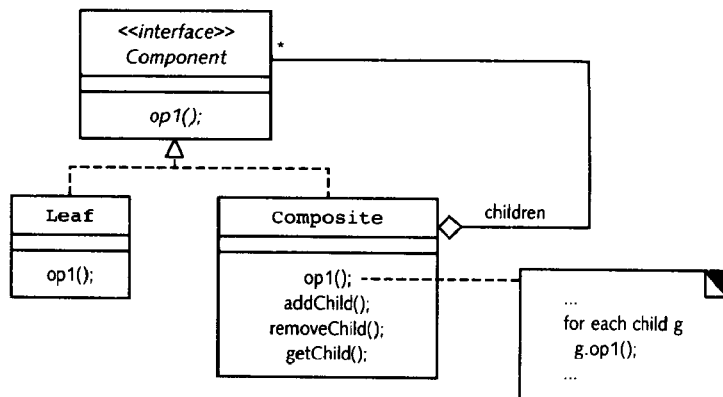 <<interface>>
Component
*
op1();
Leaf
op1();
Composite
children
op1();
addChild();
removeChild();
getChild();
...
for each child g
g.op1();
...